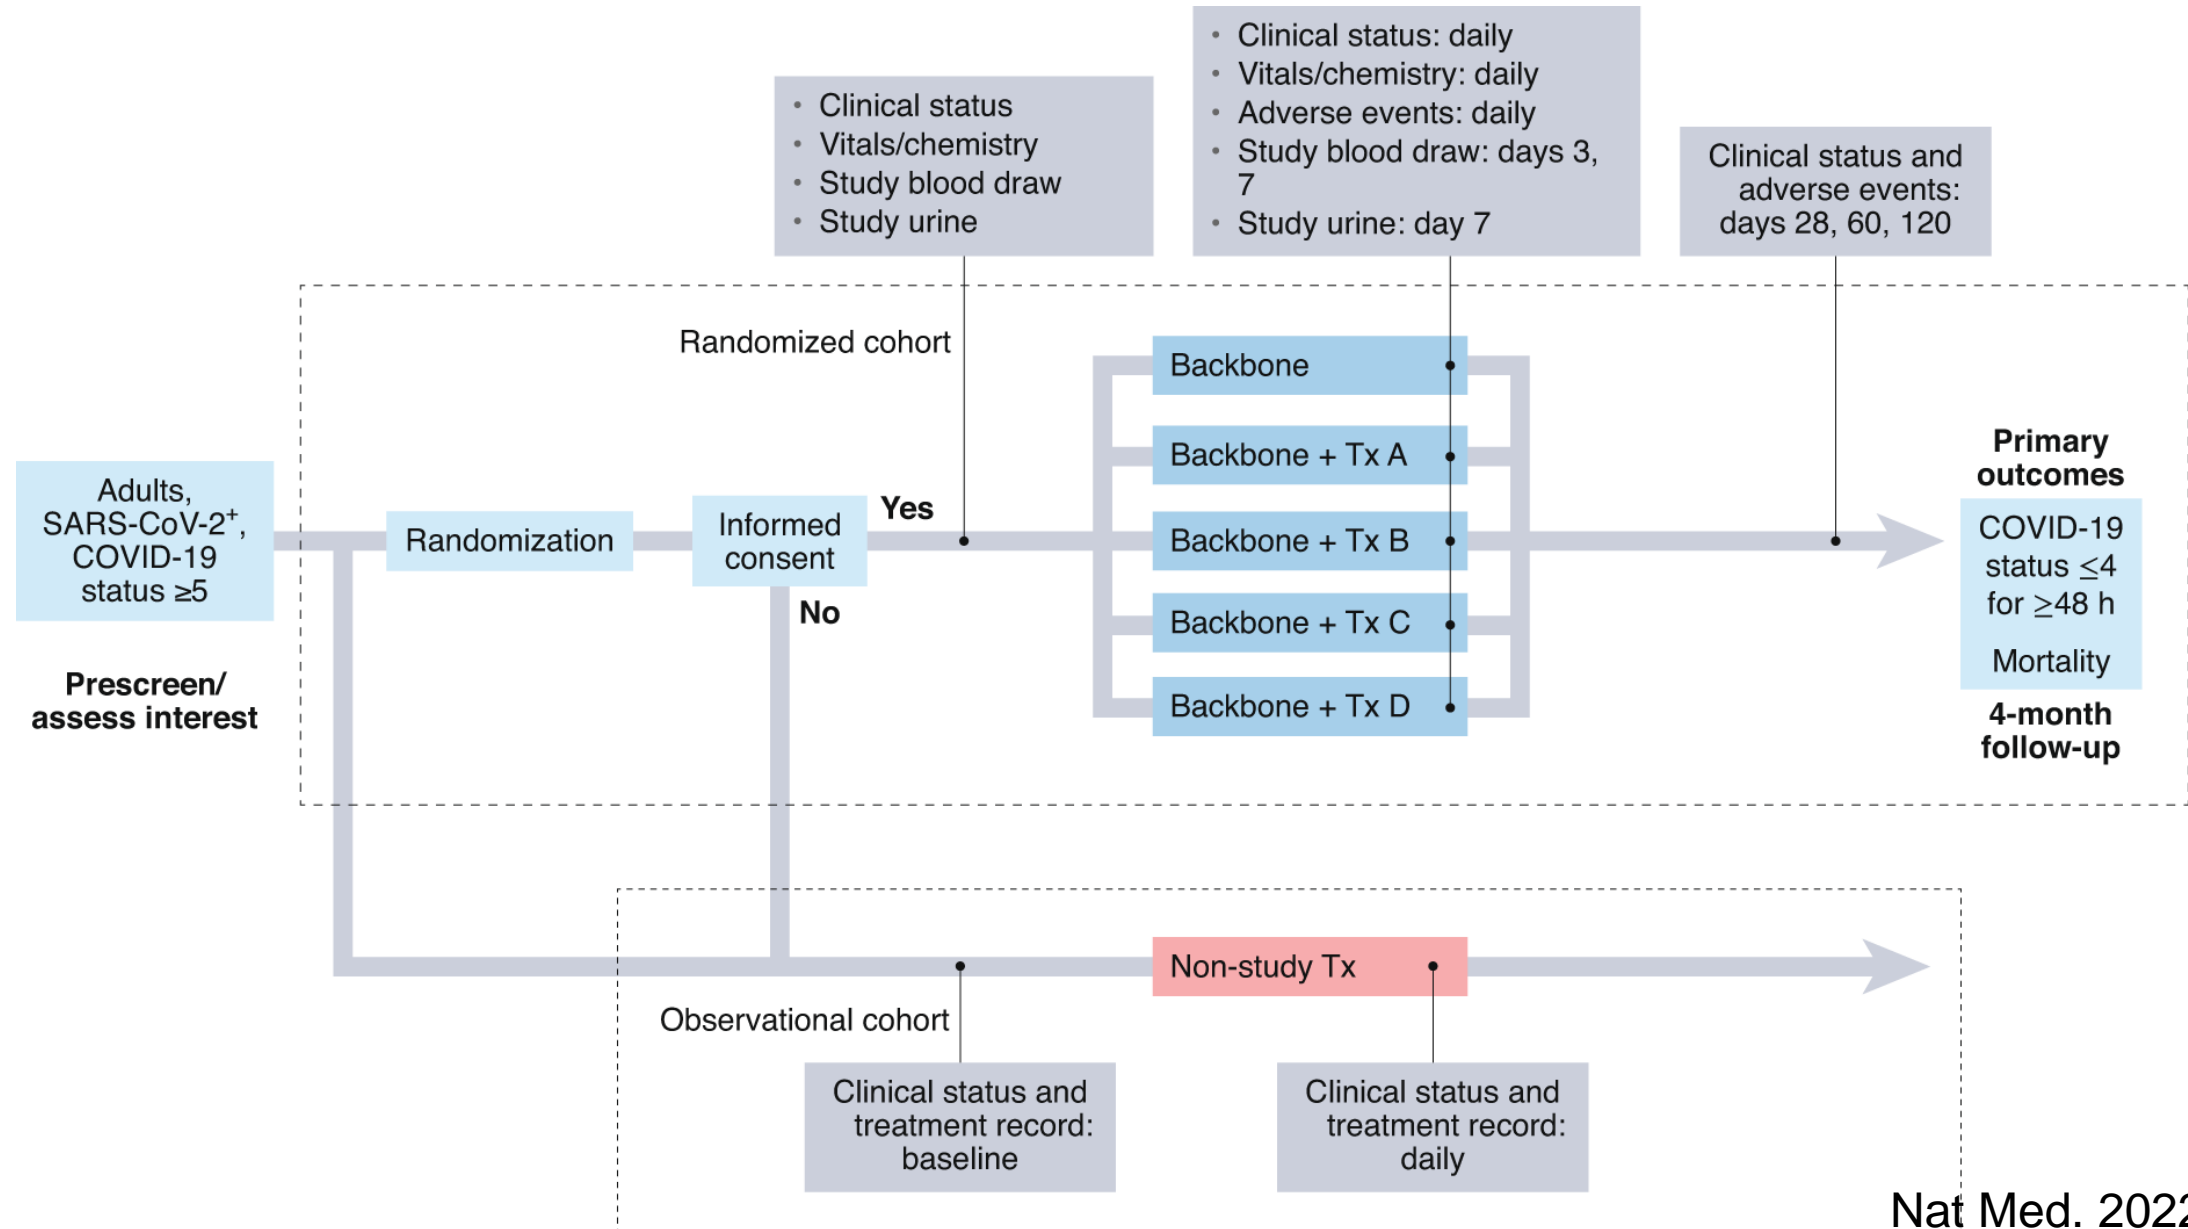 • Clinical status
• Vitals/chemistry
• Study blood draw
• Study urine
• Clinical status: daily
• Vitals/chemistry: daily
• Adverse events: daily
• Study blood draw: days 3,
7
• Study urine: day 7
Clinical status and
adverse events:
days 28, 60, 120
Randomized cohort
Adults,
SARS-CoV-2⁺,
COVID-19
status ≥5
Prescreen/
assess interest
Randomization
Informed
consent
Yes
No
Backbone
Backbone + Tx A
Backbone + Tx B
Backbone + Tx C
Backbone + Tx D
Primary
outcomes
COVID-19
status ≤4
for ≥48 h
Mortality
4-month
follow-up
Non-study Tx
Observational cohort
Clinical status and
treatment record:
baseline
Clinical status and
treatment record:
daily
Nat Med. 2022